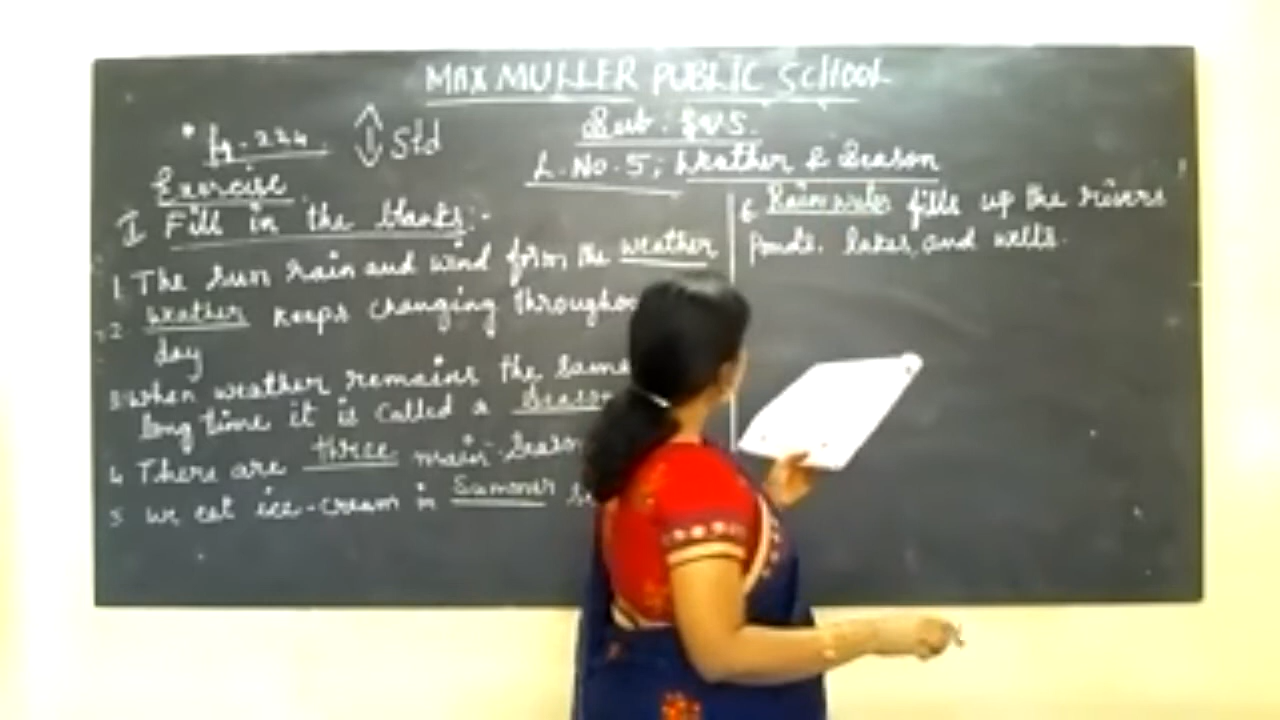 MAX MULLER PUBLIC SCHOOL
Sub. E.V.S.
Pg-224 I Std
L.No.5; Weather & Season
Exercise
I Fill in the blanks:-
1 The sun rain and wind form the weather
2 Weather keeps changing
day
3 When weather remains the same
long time it is called a Season
4 There are three main Season
5 We eat ice-cream in Summer
6 Rain water fills up the rivers
ponds. lakes, and wells.